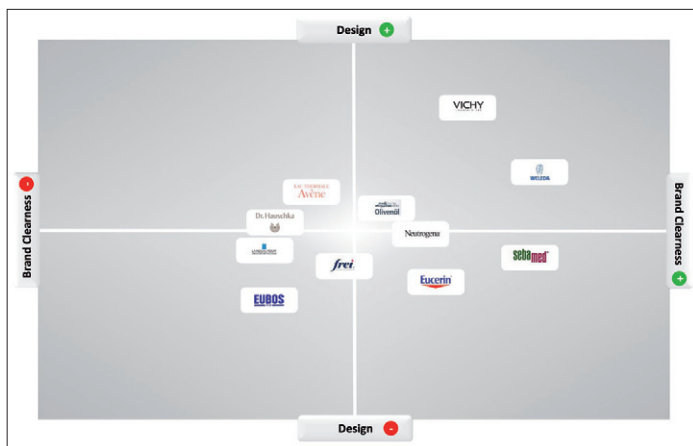 Design +
VICHY
WELEDA
EAU THERMALE
Avène
Olivenöl
Dr. Hauschka
Neutrogena
Brand Clearness -
Brand Clearness +
sebamed
frei
Eucerin
EUBOS
Design -